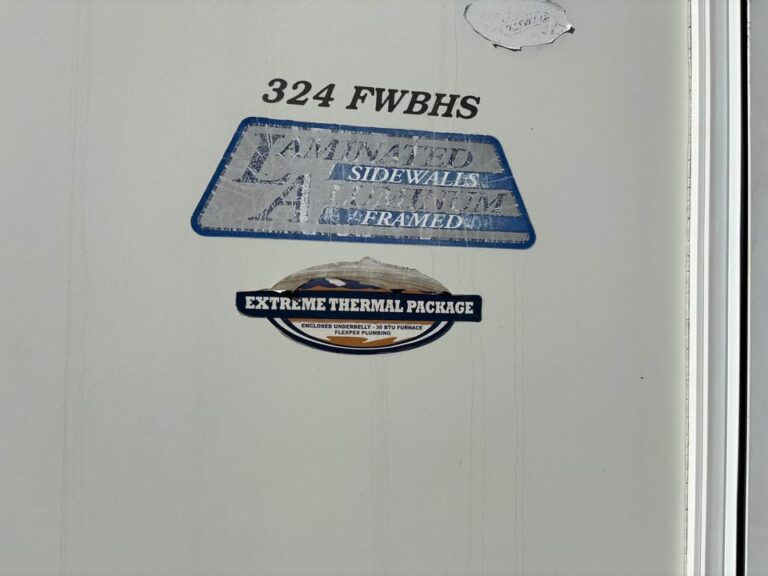 324 FWBHS
LAMINATED
SIDEWALLS
ALUMINUM
FRAMED
EXTREME THERMAL PACKAGE
ENCLOSED UNDERBELLY - 30 BTU FURNACE
FLEXPEX PLUMBING